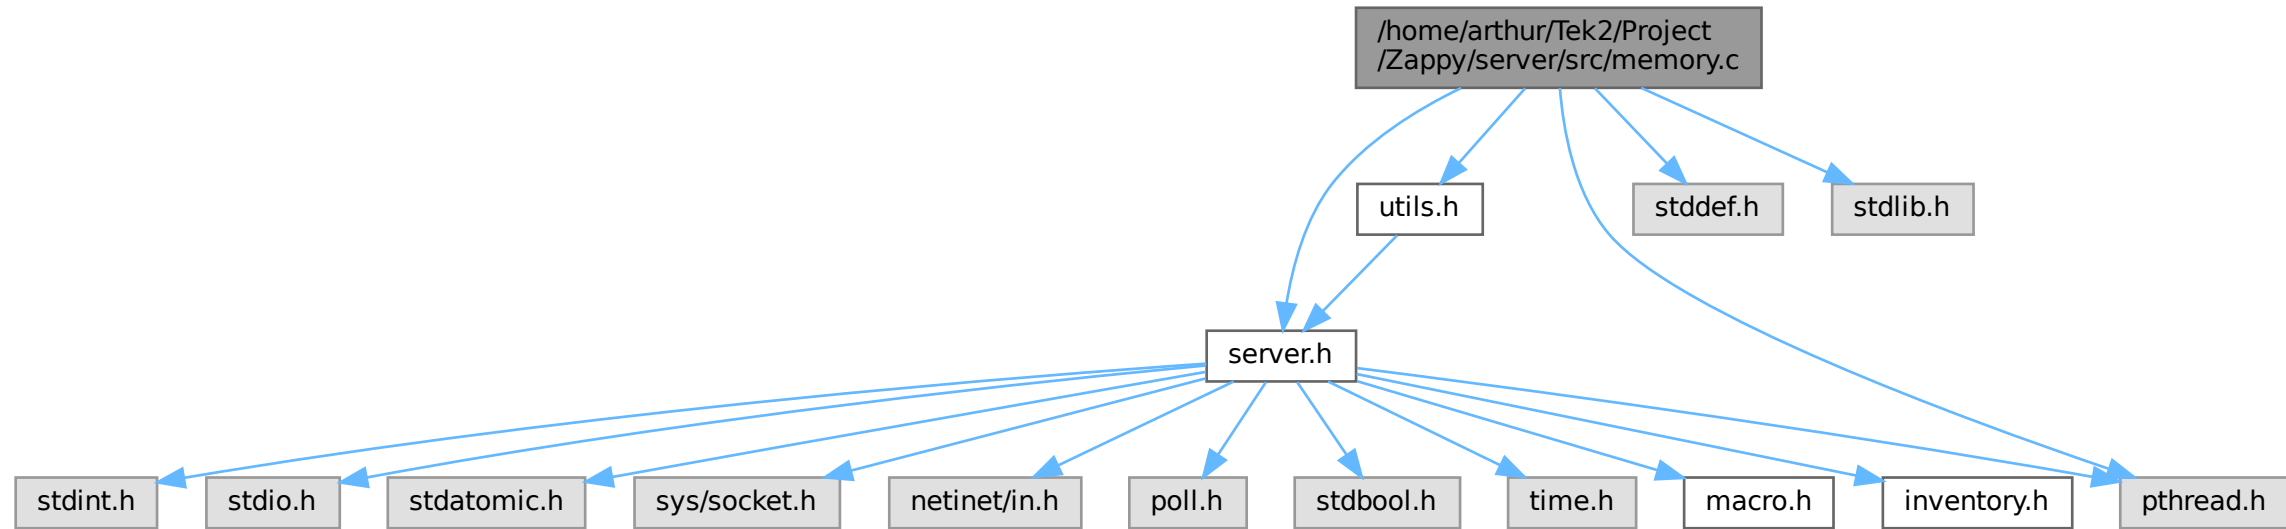 /home/arthur/Tek2/Project
/Zappy/server/src/memory.c
utils.h
stddef.h
stdlib.h
server.h
stdint.h
stdio.h
stdatomic.h
sys/socket.h
netinet/in.h
poll.h
stdbool.h
time.h
macro.h
inventory.h
pthread.h